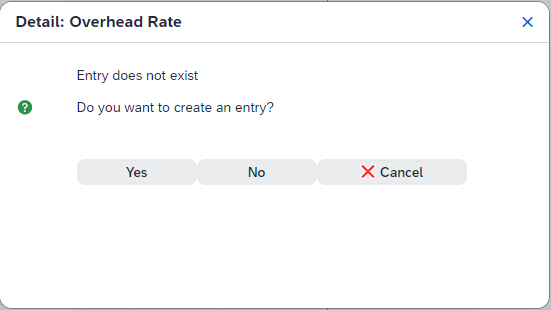 Detail: Overhead Rate
Entry does not exist
Do you want to create an entry?
Yes No Cancel